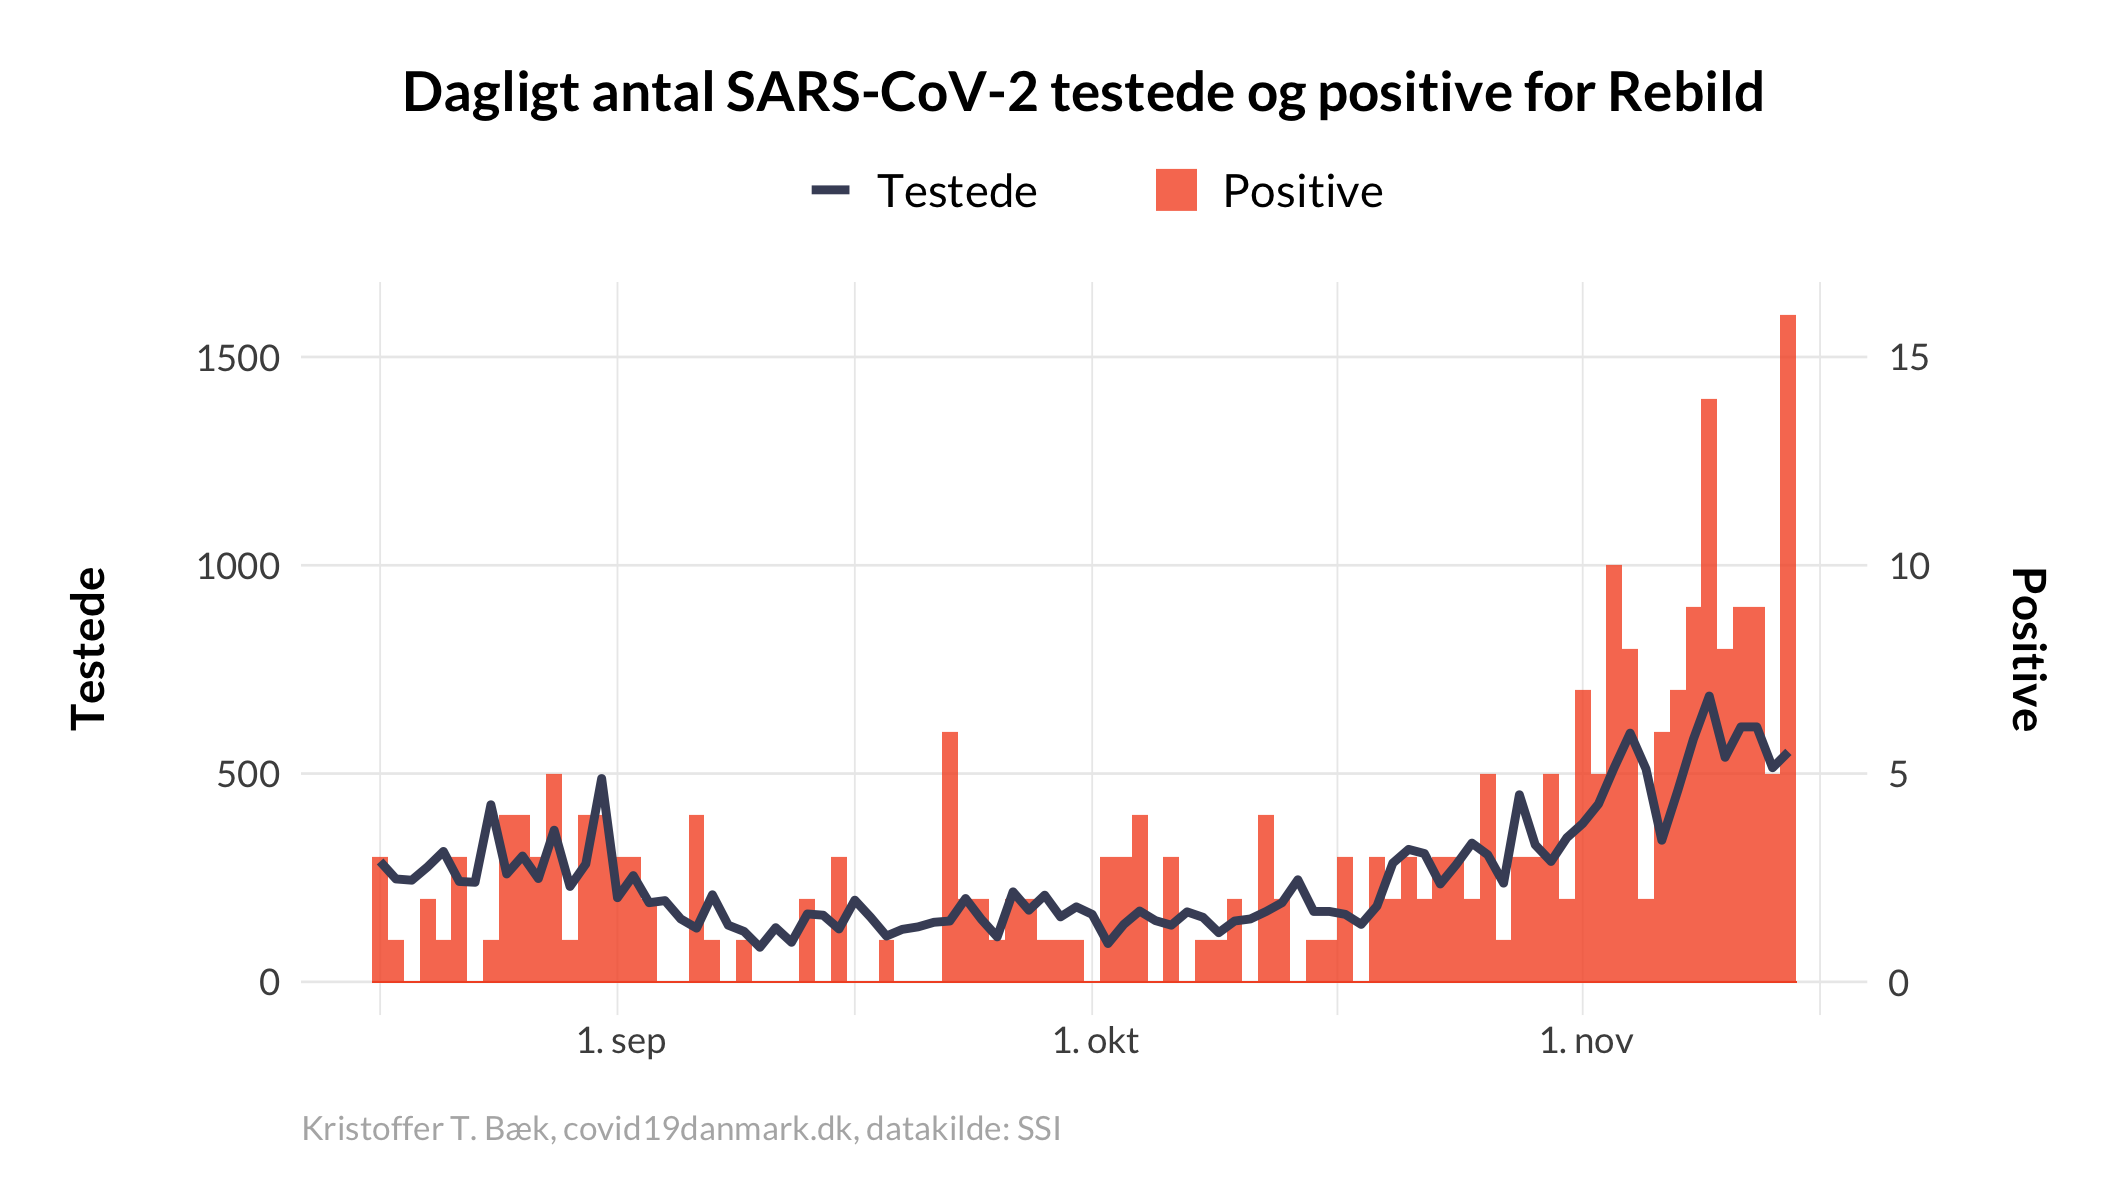 Dagligt antal SARS-CoV-2 testede og positive for Rebild
Testede
Positive
1500
1000
500
0
Testede
15
10
5
0
Positive
1. sep
1. okt
1. nov
Kristoffer T. Bæk, covid19danmark.dk, datakilde: SSI